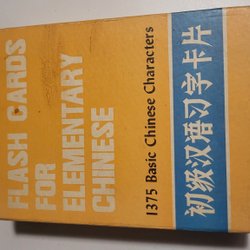 FLASH CARDS
FOR
ELEMENTARY
CHINESE
1375 Basic Chinese Characters
初级汉语习字卡片